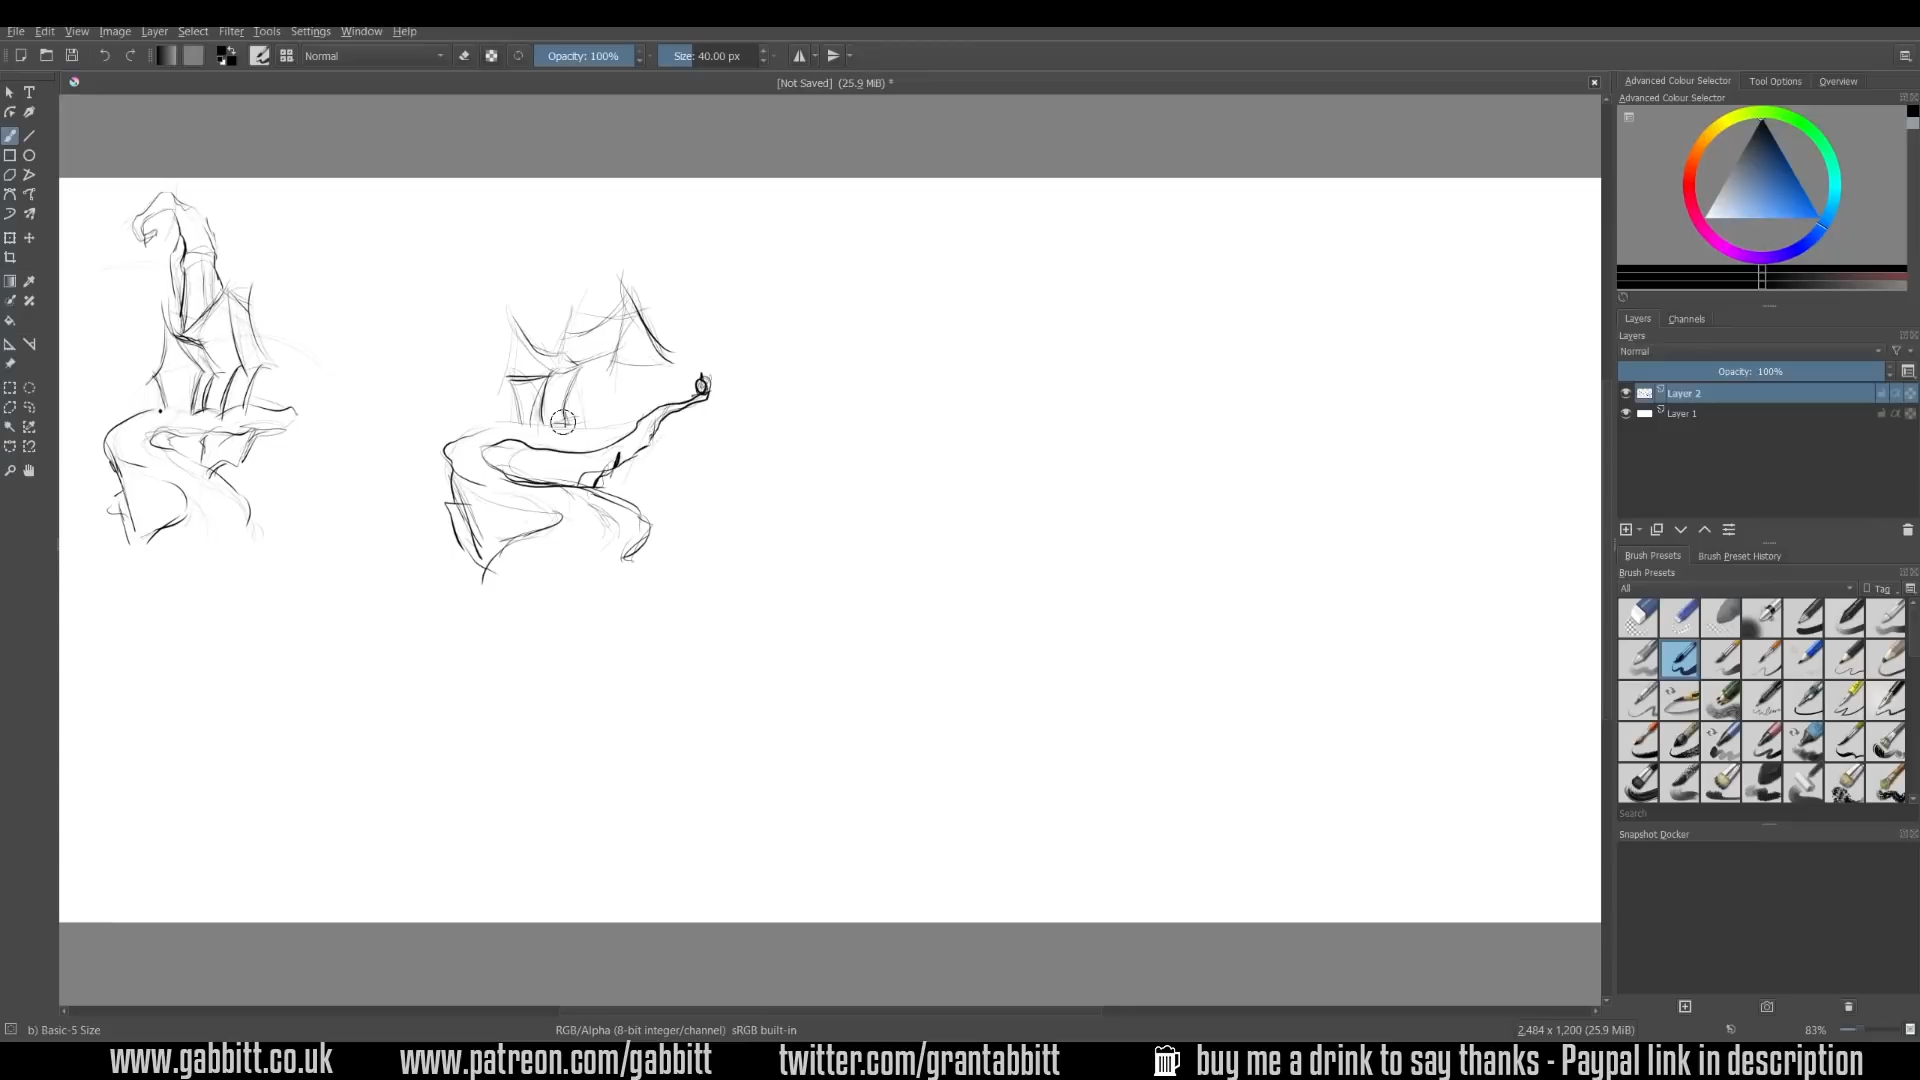 File Edit View Image Layer Select Filter Tools Settings Window Help
Normal Opacity: 100% Size: 40.00 px
[Not Saved] (25.9 MiB) *
Advanced Colour Selector Tool Options Overview
Advanced Colour Selector
Layers Channels
Layers
Normal
Opacity: 100%
Layer 2
Layer 1
Brush Presets Brush Preset History
Brush Presets
All Tag
Search
Snapshot Docker
b) Basic-5 Size RGB/Alpha (8-bit integer/channel) sRGB built-in 2,484 x 1,200 (25.9 MiB) 83%
www.gabbitt.co.uk www.patreon.com/gabbitt twitter.com/grantabbitt buy me a drink to say thanks - Paypal link in description